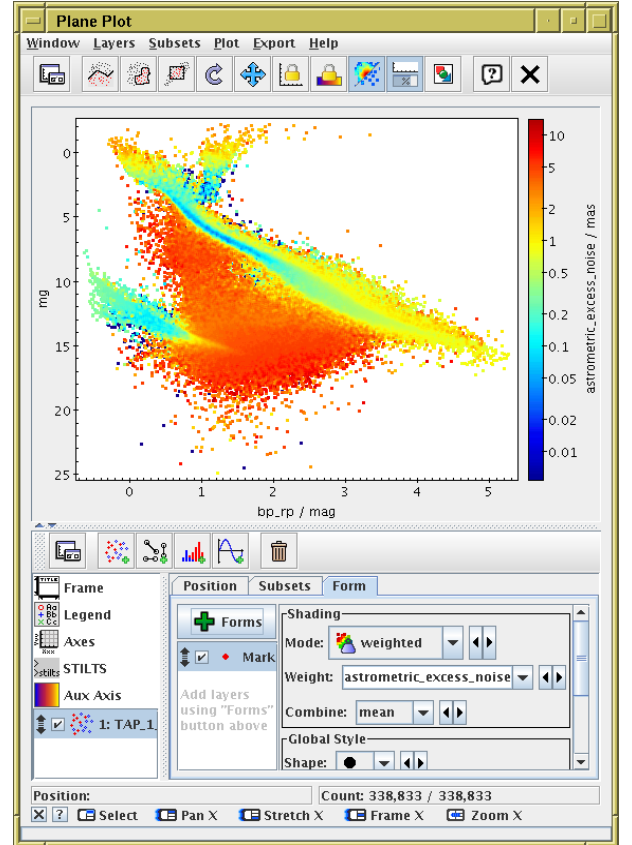 Plane Plot
Window Layers Subsets Plot Export Help
0
5
10
15
20
25
mg
0 1 2 3 4 5
bp_rp / mag
10
5
2
1
0.5
0.2
0.1
0.05
0.02
0.01
astrometric_excess_noise / mas
Frame
Legend
Axes
STILTS
Aux Axis
1: TAP_1
Position Subsets Form
Forms
Mark
Add layers
using "Forms"
button above
Shading
Mode: weighted
Weight: astrometric_excess_noise
Combine: mean
Global Style
Shape:
Position: Count: 338,833 / 338,833
Select Pan X Stretch X Frame X Zoom X